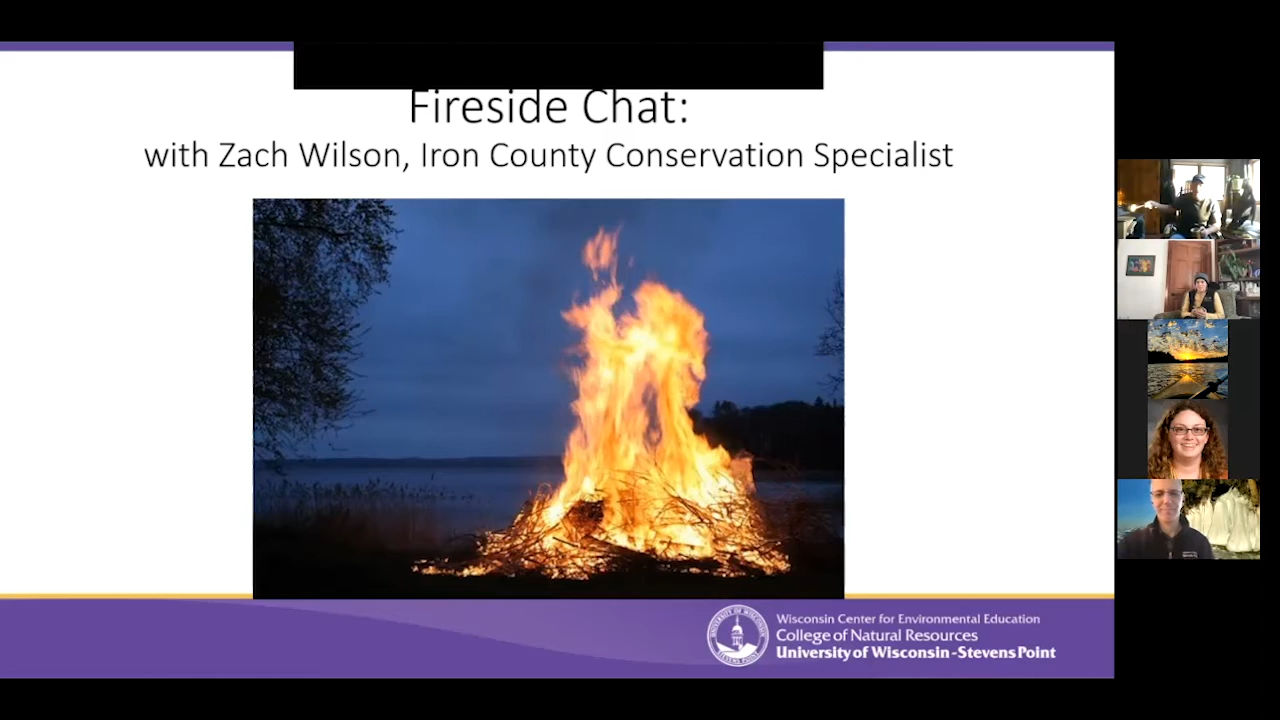 Fireside Chat:
with Zach Wilson, Iron County Conservation Specialist
Wisconsin Center for Environmental Education
College of Natural Resources
University of Wisconsin - Stevens Point